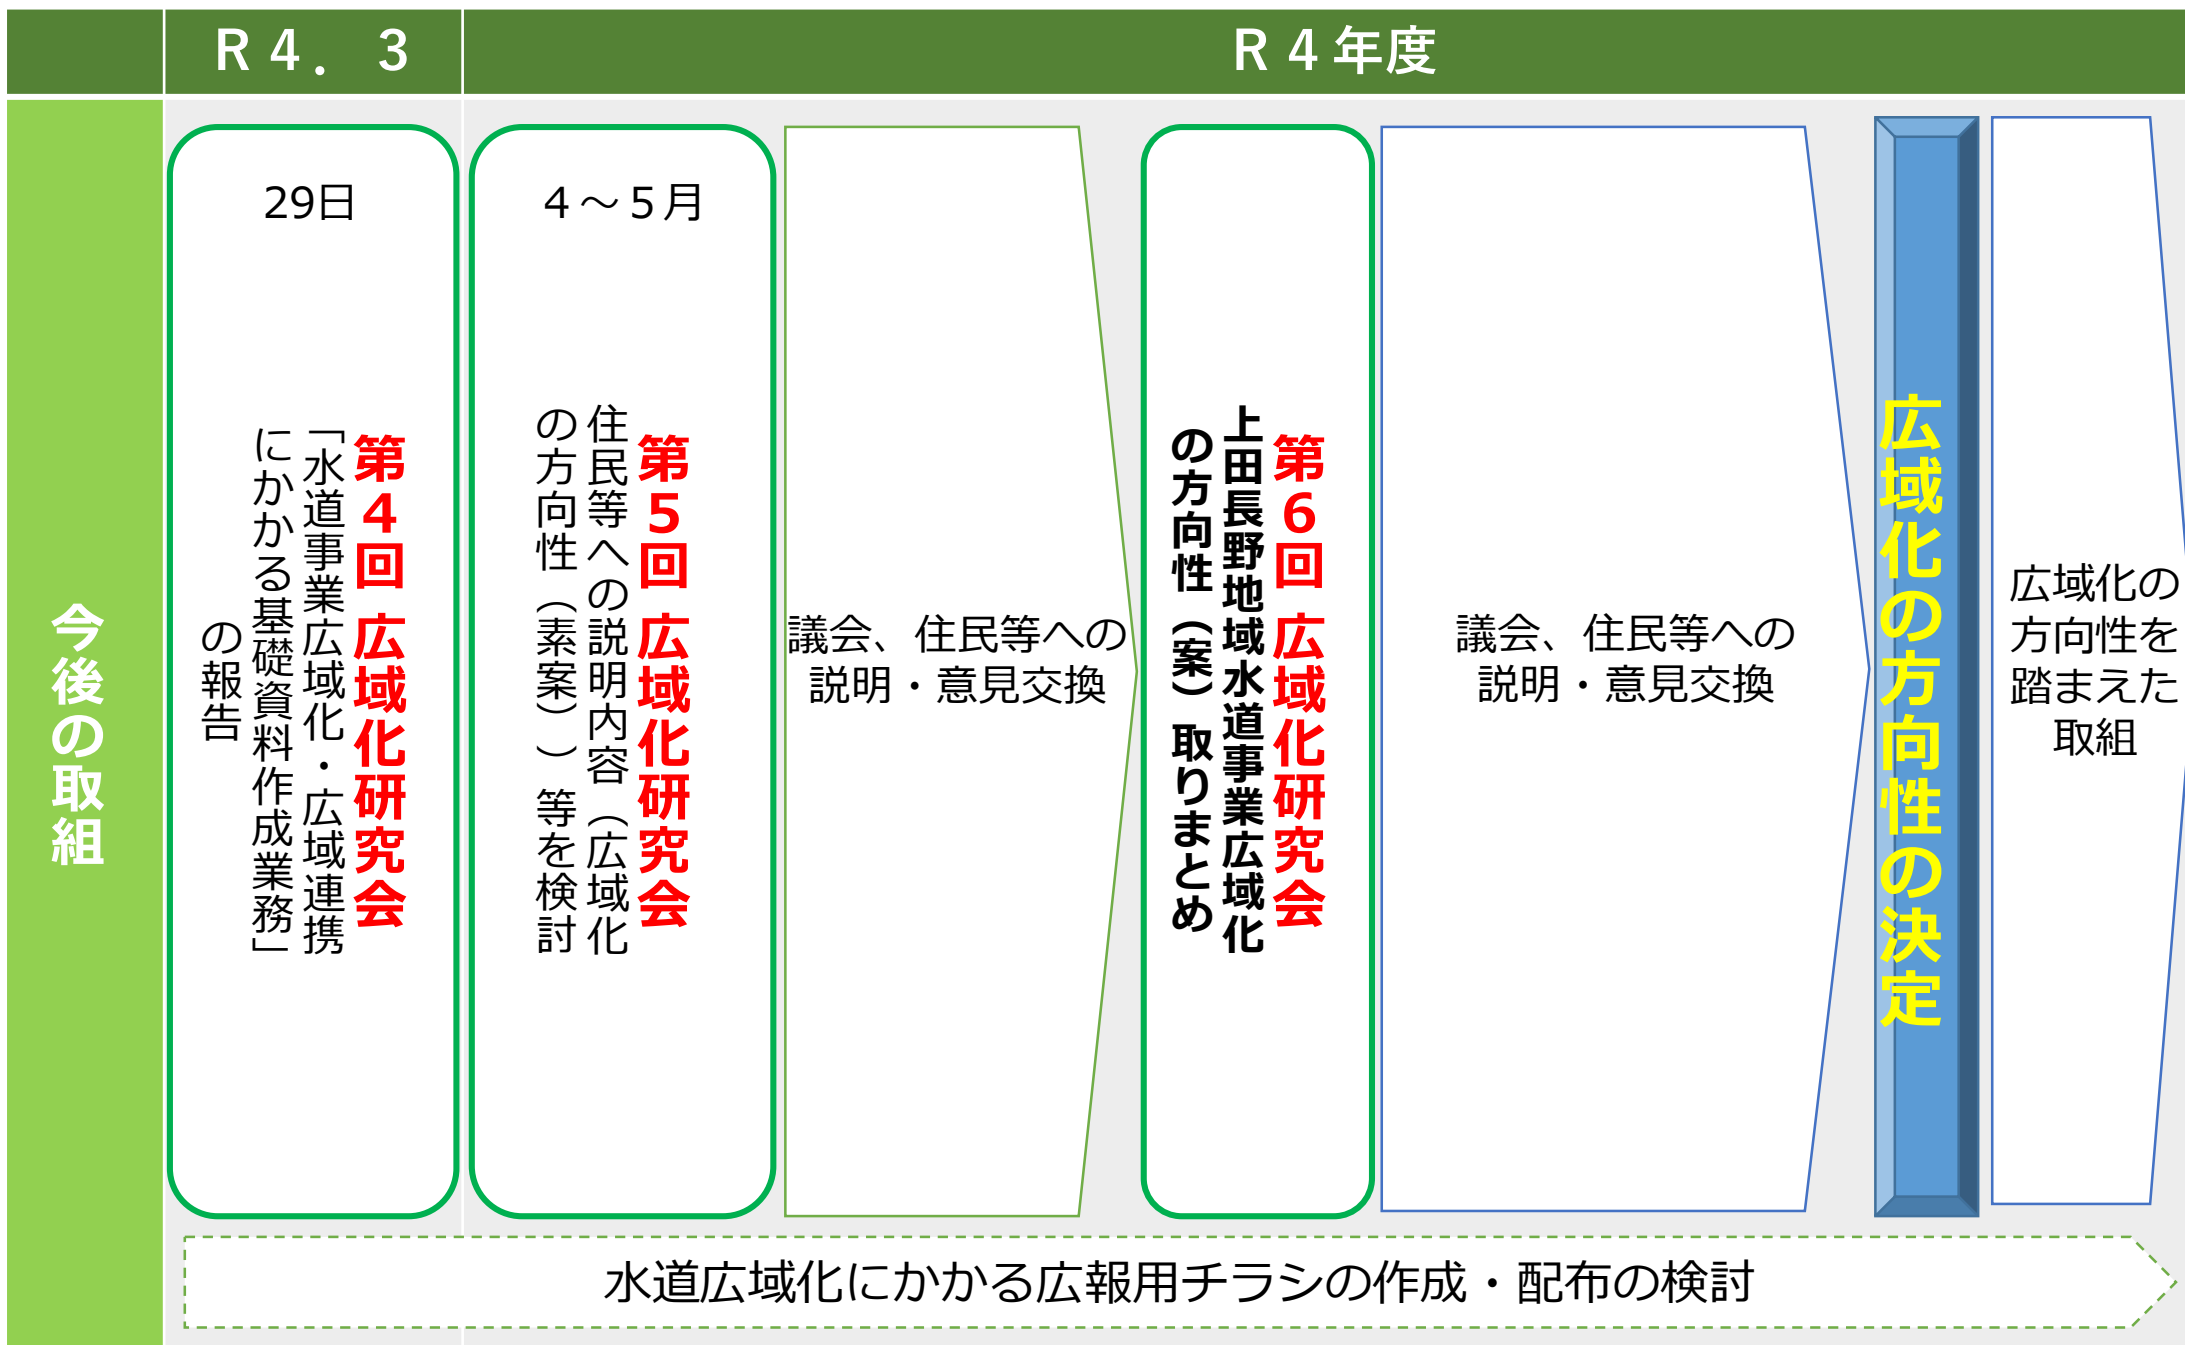 R４．３
R４年度
今後の取組
29日
第４回 広域化研究会
「水道事業広域化・広域連携
にかかる基礎資料作成業務」
の報告
４～５月
第５回 広域化研究会
住民等への説明内容（広域化
の方向性（素案））等を検討
議会、住民等への
説明・意見交換
第６回 広域化研究会
上田長野地域水道事業広域化
の方向性（案）取りまとめ
議会、住民等への
説明・意見交換
広域化の方向性の決定
広域化の
方向性を
踏まえた
取組
水道広域化にかかる広報用チラシの作成・配布の検討